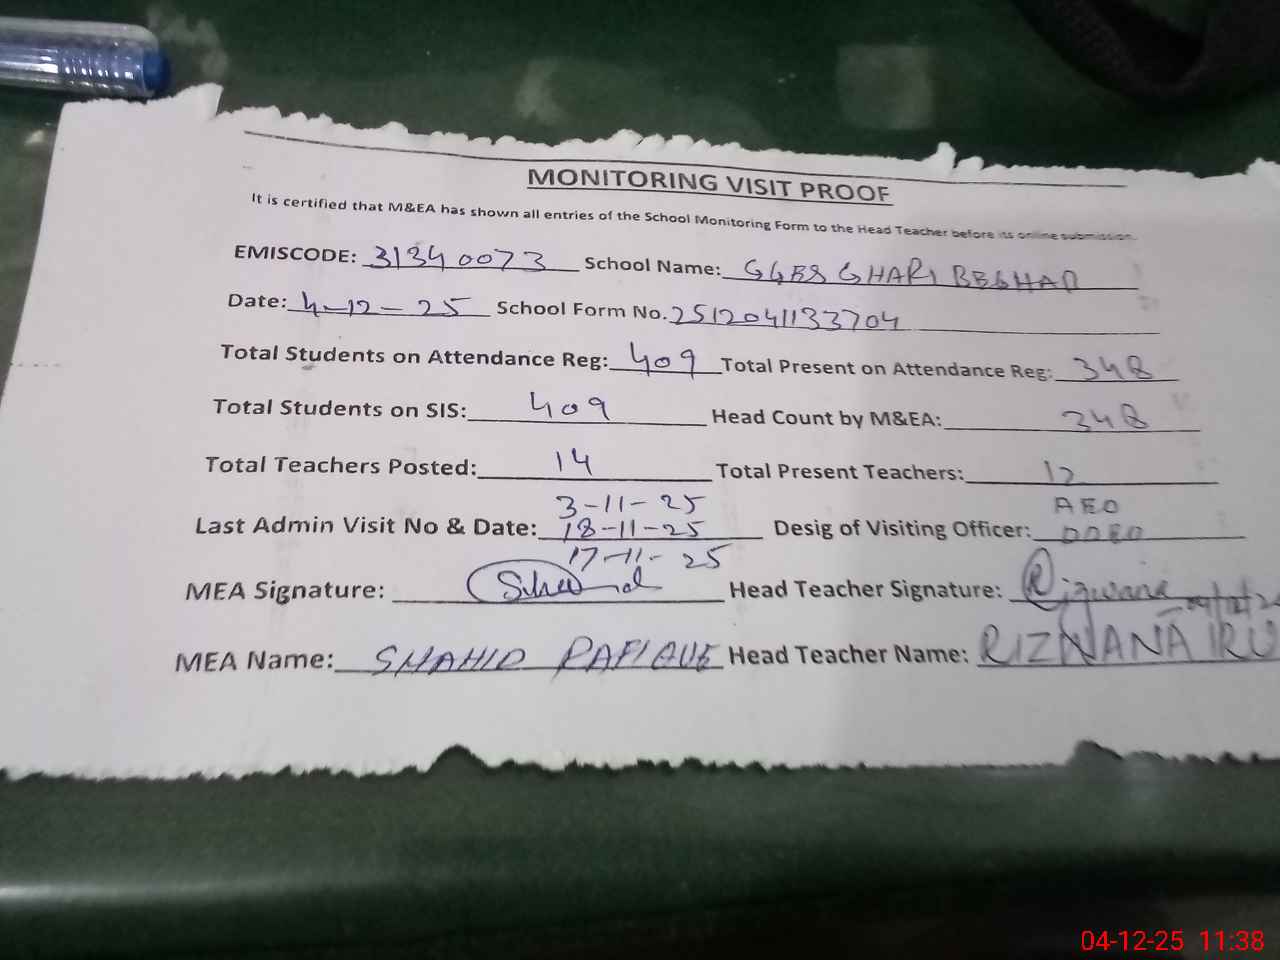 MONITORING VISIT PROOF
It is certified that M&EA has shown all entries of the School Monitoring Form to the Head Teacher before its online submission.
EMISCODE: 31340073 School Name: GGES GHARI BEGHAR
Date: 4-12-25 School Form No. 2512041133704
Total Students on Attendance Reg: 409 Total Present on Attendance Reg: 348
Total Students on SIS: 409 Head Count by M&EA: 348
Total Teachers Posted: 14 Total Present Teachers: 12
3-11-25 AEO
Last Admin Visit No & Date: 18-11-25 Desig of Visiting Officer: DDEO
17-11-25
MEA Signature: Head Teacher Signature: Rizwana
MEA Name: SHAHID RAFIQUE Head Teacher Name: RIZWANA IRU
04-12-25 11:38